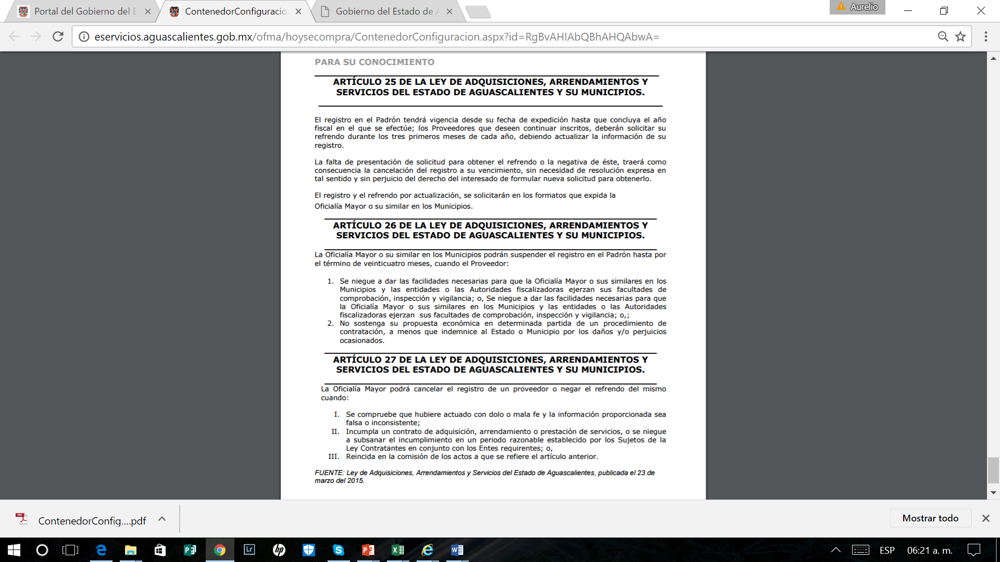 Portal del Gobierno del E
ContenedorConfiguracio
Gobierno del Estado de A
Aurelio
eservicios.aguascalientes.gob.mx/ofma/hoysecompra/ContenedorConfiguracion.aspx?id=RgBvAHIAbQBhAHQAbwA=
PARA SU CONOCIMIENTO
ARTÍCULO 25 DE LA LEY DE ADQUISICIONES, ARRENDAMIENTOS Y
SERVICIOS DEL ESTADO DE AGUASCALIENTES Y SU MUNICIPIOS.
El registro en el Padrón tendrá vigencia desde su fecha de expedición hasta que concluya el año
fiscal en el que se efectúe; los Proveedores que deseen continuar inscritos, deberán solicitar su
refrendo durante los tres primeros meses de cada año, debiendo actualizar la información de su
registro.
La falta de presentación de solicitud para obtener el refrendo o la negativa de éste, traerá como
consecuencia la cancelación del registro a su vencimiento, sin necesidad de resolución expresa en
tal sentido y sin perjuicio del derecho del interesado de formular nueva solicitud para obtenerlo.
El registro y el refrendo por actualización, se solicitarán en los formatos que expida la
Oficialía Mayor o su similar en los Municipios.
ARTÍCULO 26 DE LA LEY DE ADQUISICIONES, ARRENDAMIENTOS Y
SERVICIOS DEL ESTADO DE AGUASCALIENTES Y SU MUNICIPIOS.
La Oficialía Mayor o su similar en los Municipios podrán suspender el registro en el Padrón hasta por
el término de veinticuatro meses, cuando el Proveedor:
1. Se niegue a dar las facilidades necesarias para que la Oficialía Mayor o sus similares en los
Municipios y las entidades o las Autoridades fiscalizadoras ejerzan sus facultades de
comprobación, inspección y vigilancia; o, Se niegue a dar las facilidades necesarias para que
la Oficialía Mayor o sus similares en los Municipios y las entidades o las Autoridades
fiscalizadoras ejerzan sus facultades de comprobación, inspección y vigilancia; o,;
2. No sostenga su propuesta económica en determinada partida de un procedimiento de
contratación, a menos que indemnice al Estado o Municipio por los daños y/o perjuicios
ocasionados.
ARTÍCULO 27 DE LA LEY DE ADQUISICIONES, ARRENDAMIENTOS Y
SERVICIOS DEL ESTADO DE AGUASCALIENTES Y SU MUNICIPIOS.
La Oficialía Mayor podrá cancelar el registro de un proveedor o negar el refrendo del mismo
cuando:
I. Se compruebe que hubiere actuado con dolo o mala fe y la información proporcionada sea
falsa o inconsistente;
II. Incumpla un contrato de adquisición, arrendamiento o prestación de servicios, o se niegue
a subsanar el incumplimiento en un periodo razonable establecido por los Sujetos de la
Ley Contratantes en conjunto con los Entes requirentes; o,
III. Reincida en la comisión de los actos a que se refiere el artículo anterior.
FUENTE: Ley de Adquisiciones, Arrendamientos y Servicios del Estado de Aguascalientes, publicada el 23 de
marzo del 2015.
ContenedorConfig....pdf
Mostrar todo
Lr
hp
ESP
06:21 a. m.